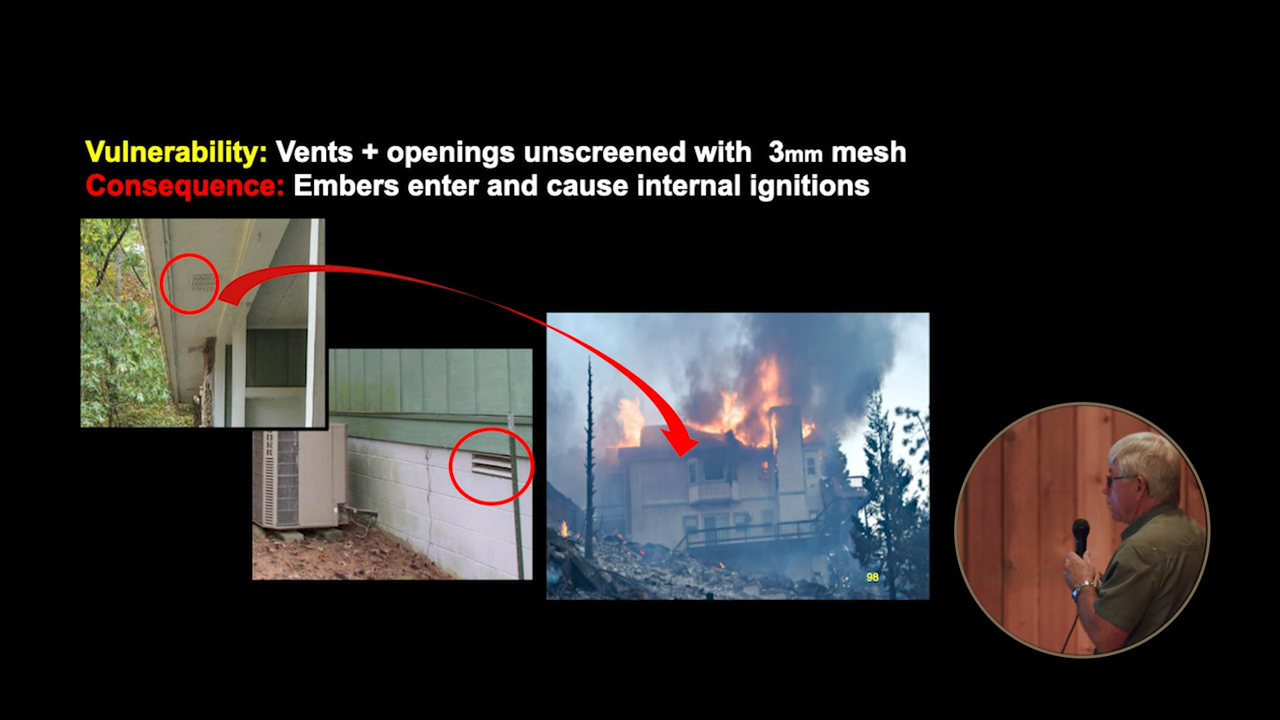 Vulnerability: Vents + openings unscreened with 3mm mesh
Consequence: Embers enter and cause internal ignitions
98